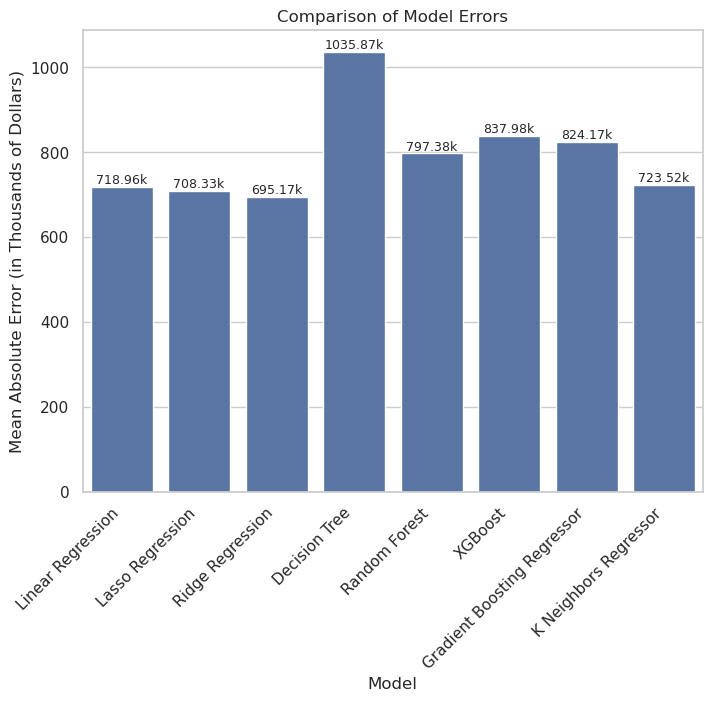 Comparison of Model Errors
Mean Absolute Error (in Thousands of Dollars)
1000
800
600
400
200
0
718.96k
708.33k
695.17k
1035.87k
797.38k
837.98k
824.17k
723.52k
Linear Regression
Lasso Regression
Ridge Regression
Decision Tree
Random Forest
XGBoost
Gradient Boosting Regressor
K Neighbors Regressor
Model